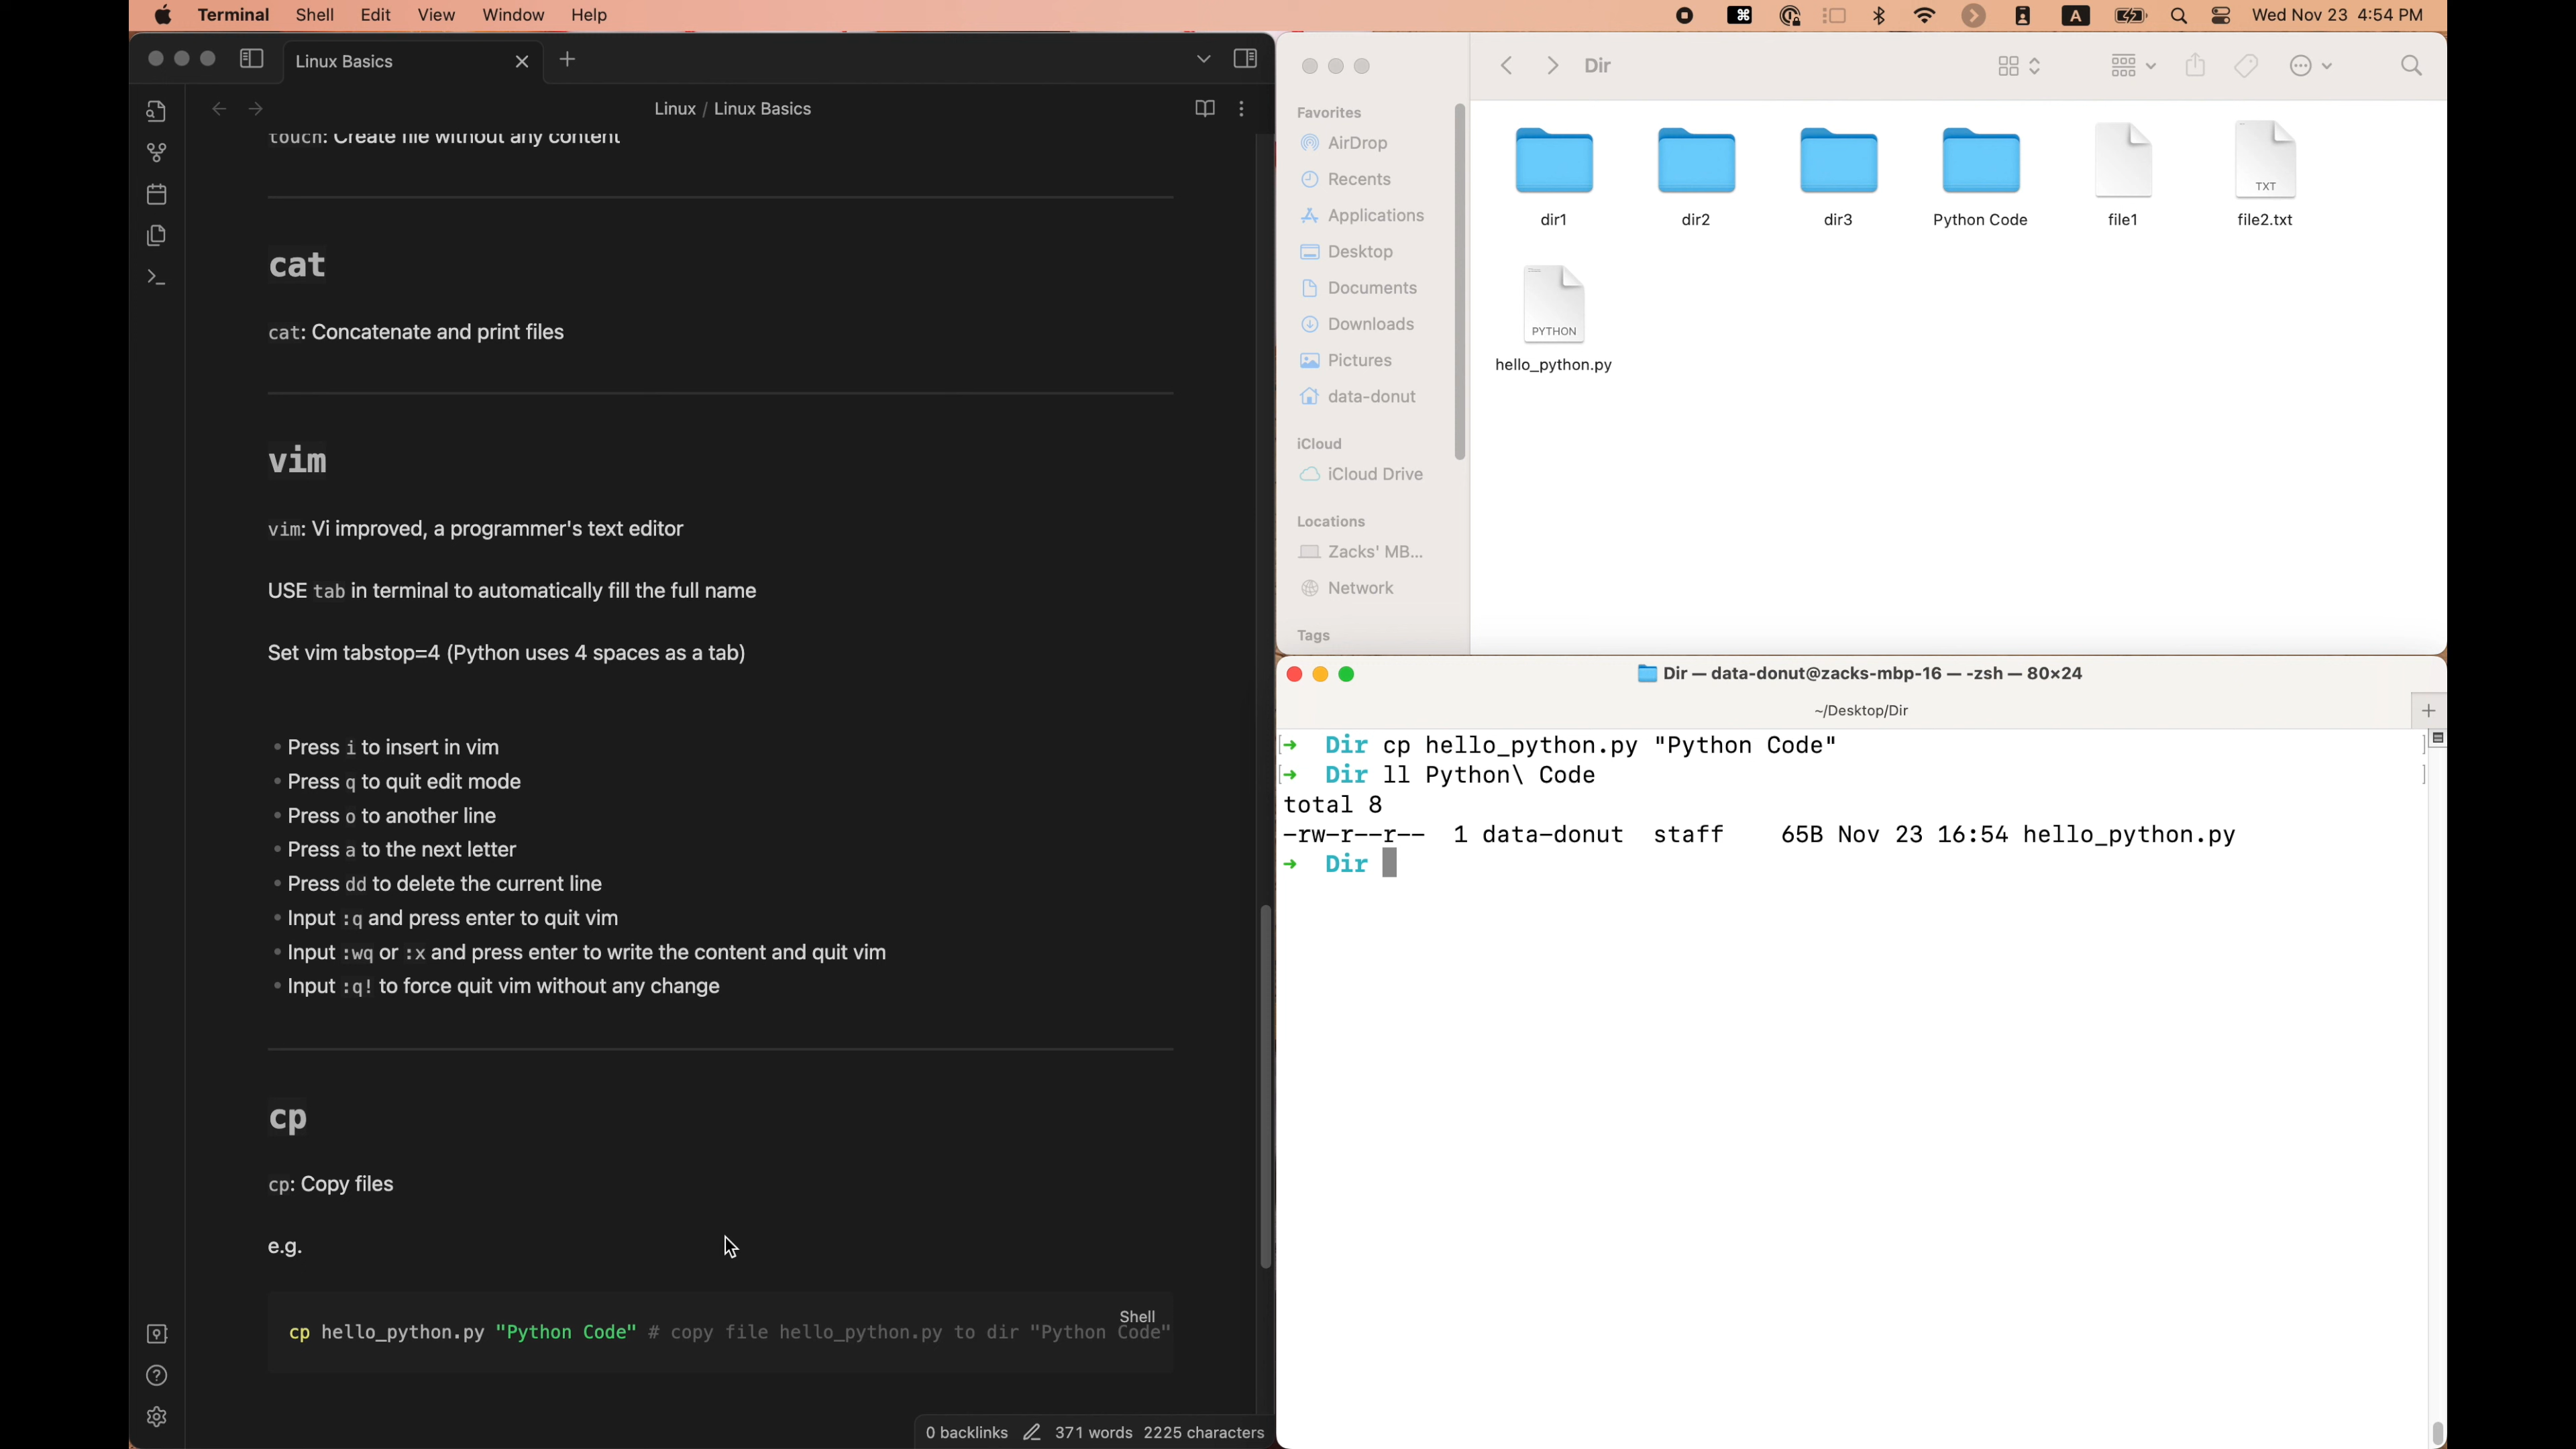 Terminal Shell Edit View Window Help
A Wed Nov 23 4:54 PM
Linux Basics
Linux / Linux Basics
touch: Create file without any content
cat
cat: Concatenate and print files
vim
vim: Vi improved, a programmer's text editor
USE tab in terminal to automatically fill the full name
Set vim tabstop=4 (Python uses 4 spaces as a tab)
Press i to insert in vim
Press q to quit edit mode
Press o to another line
Press a to the next letter
Press dd to delete the current line
Input :q and press enter to quit vim
Input :wq or :x and press enter to write the content and quit vim
Input :q! to force quit vim without any change
cp
cp: Copy files
e.g.
Shell
cp hello_python.py "Python Code" # copy file hello_python.py to dir "Python Code"
0 backlinks 371 words 2225 characters
Dir
Favorites
AirDrop
Recents
Applications
Desktop
Documents
Downloads
Pictures
data-donut
iCloud
iCloud Drive
Locations
Zacks' MB...
Network
Tags
dir1
dir2
dir3
Python Code
file1
TXT
file2.txt
PYTHON
hello_python.py
Dir — data-donut@zacks-mbp-16 — -zsh — 80×24
~/Desktop/Dir
[➜ Dir cp hello_python.py "Python Code" ]
[➜ Dir ll Python\ Code ]
total 8
-rw-r--r-- 1 data-donut staff 65B Nov 23 16:54 hello_python.py
➜ Dir